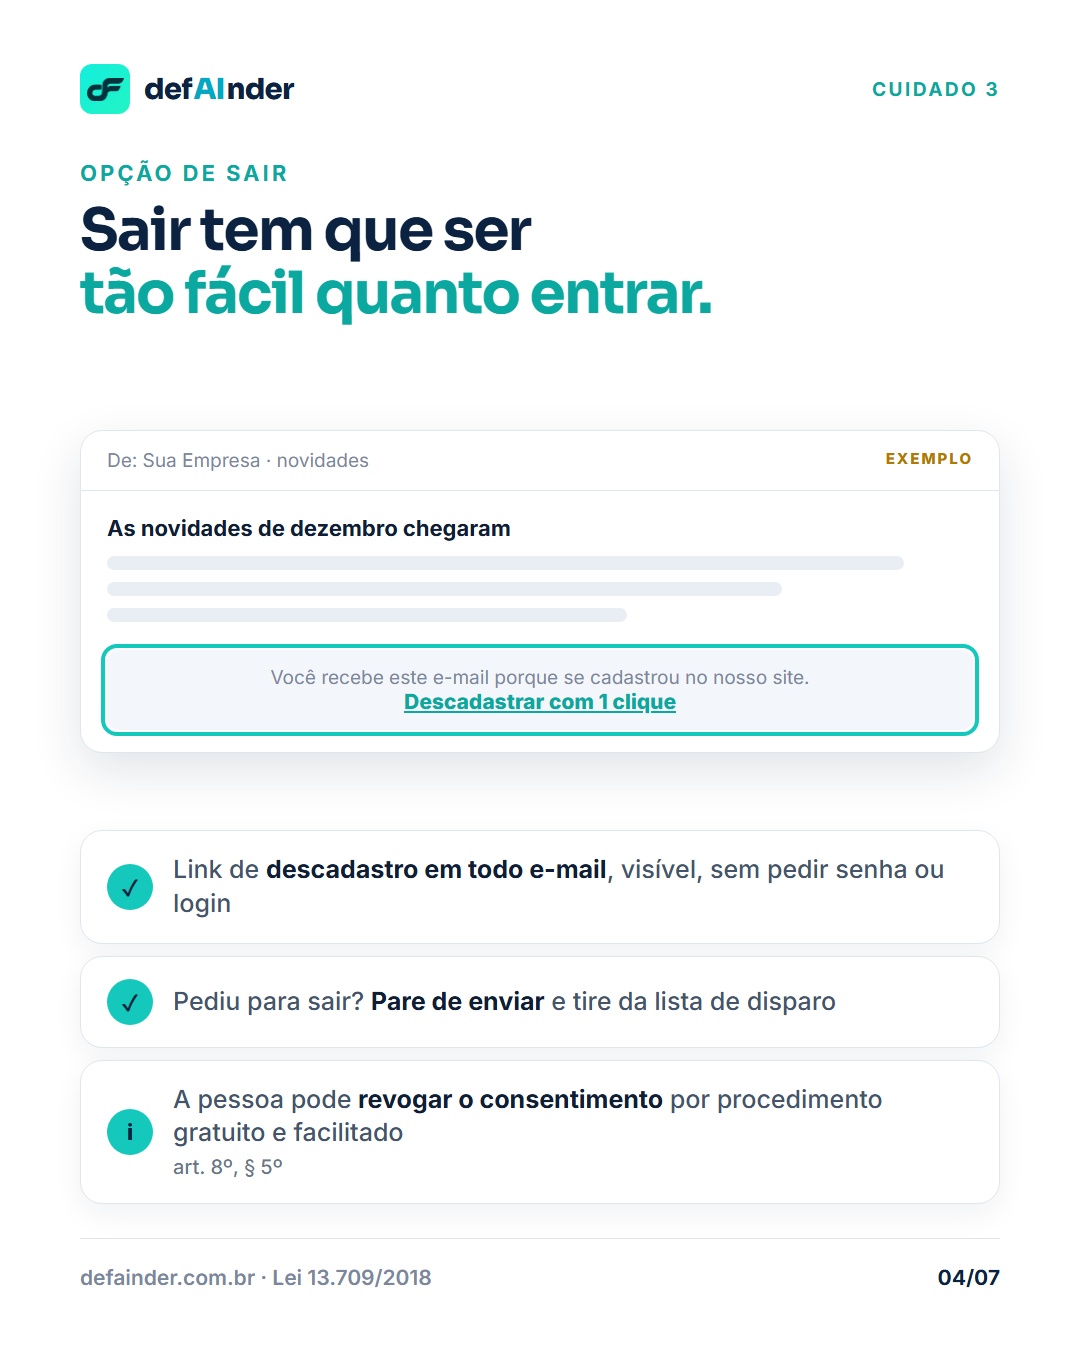 defAInder
CUIDADO 3
OPÇÃO DE SAIR
Sair tem que ser
tão fácil quanto entrar.
De: Sua Empresa · novidades
EXEMPLO
As novidades de dezembro chegaram
Você recebe este e-mail porque se cadastrou no nosso site.
Descadastrar com 1 clique
Link de descadastro em todo e-mail, visível, sem pedir senha ou
login
Pediu para sair? Pare de enviar e tire da lista de disparo
A pessoa pode revogar o consentimento por procedimento
gratuito e facilitado
art. 8º, § 5º
defainder.com.br · Lei 13.709/2018
04/07